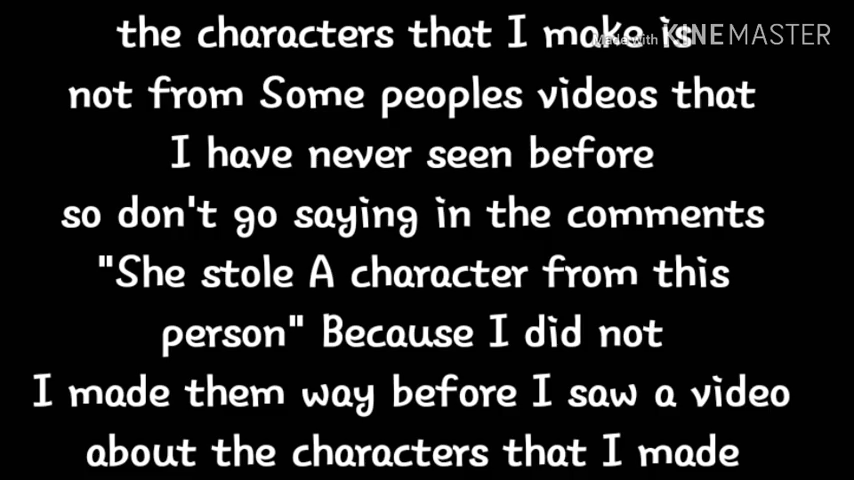 the characters that I make is
Made with KINEMASTER
not from Some peoples videos that
I have never seen before
so don't go saying in the comments
"She stole A character from this
person" Because I did not
I made them way before I saw a video
about the characters that I made